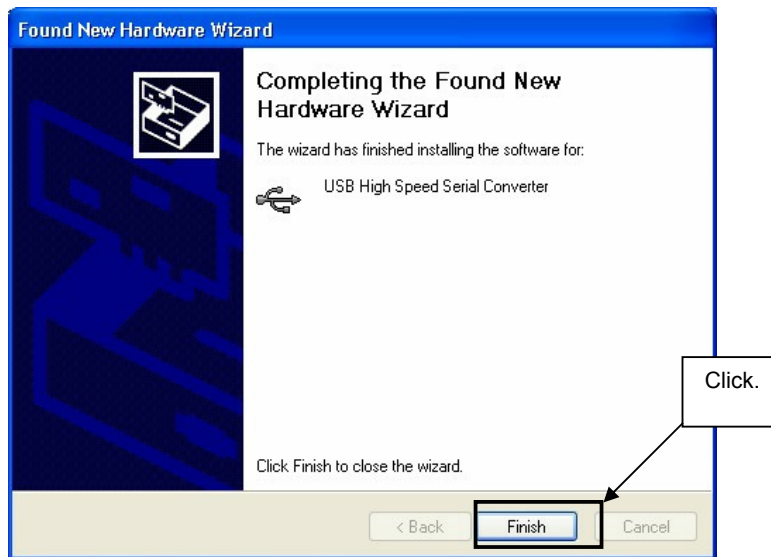 Found New Hardware Wizard
Completing the Found New
Hardware Wizard
The wizard has finished installing the software for:
USB High Speed Serial Converter
Click.
Click Finish to close the wizard.
< Back
Finish
Cancel